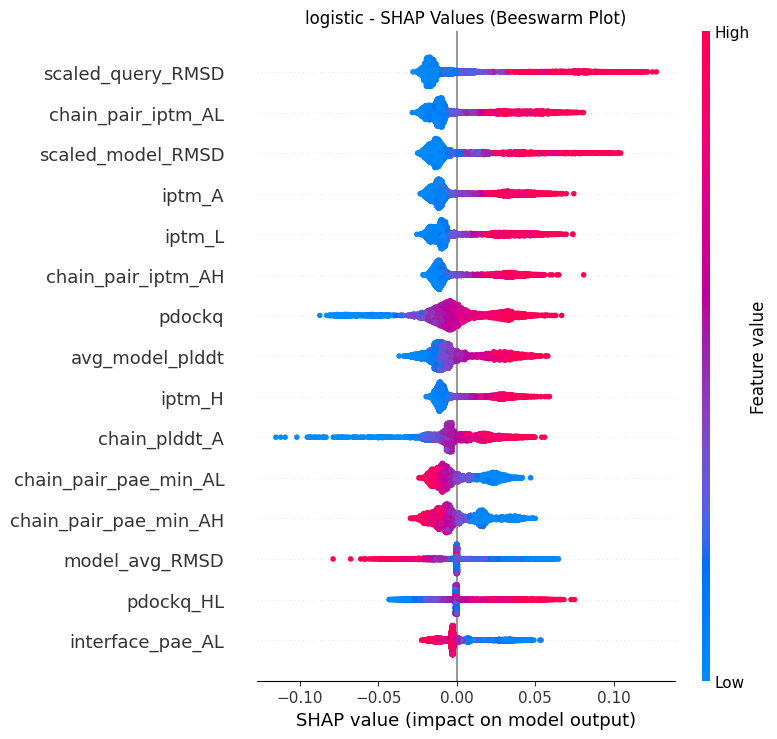 logistic - SHAP Values (Beeswarm Plot)
High
scaled_query_RMSD
chain_pair_iptm_AL
scaled_model_RMSD
iptm_A
iptm_L
chain_pair_iptm_AH
pdockq
avg_model_plddt
iptm_H
chain_plddt_A
chain_pair_pae_min_AL
chain_pair_pae_min_AH
model_avg_RMSD
pdockq_HL
interface_pae_AL
Feature value
Low
−0.10 −0.05 0.00 0.05 0.10
SHAP value (impact on model output)